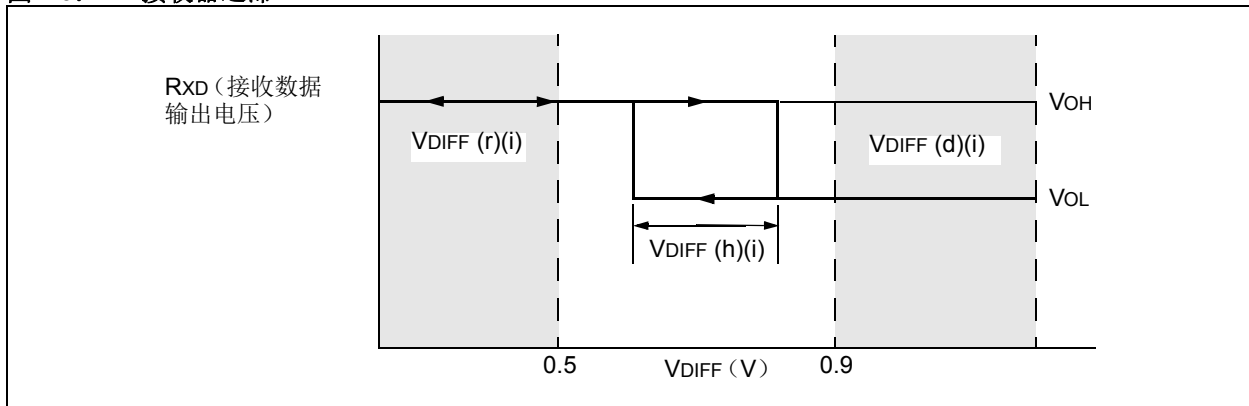 RXD（接收数据
输出电压）
VOH
VDIFF (r)(i)
VDIFF (d)(i)
VOL
VDIFF (h)(i)
0.5
VDIFF（V）
0.9